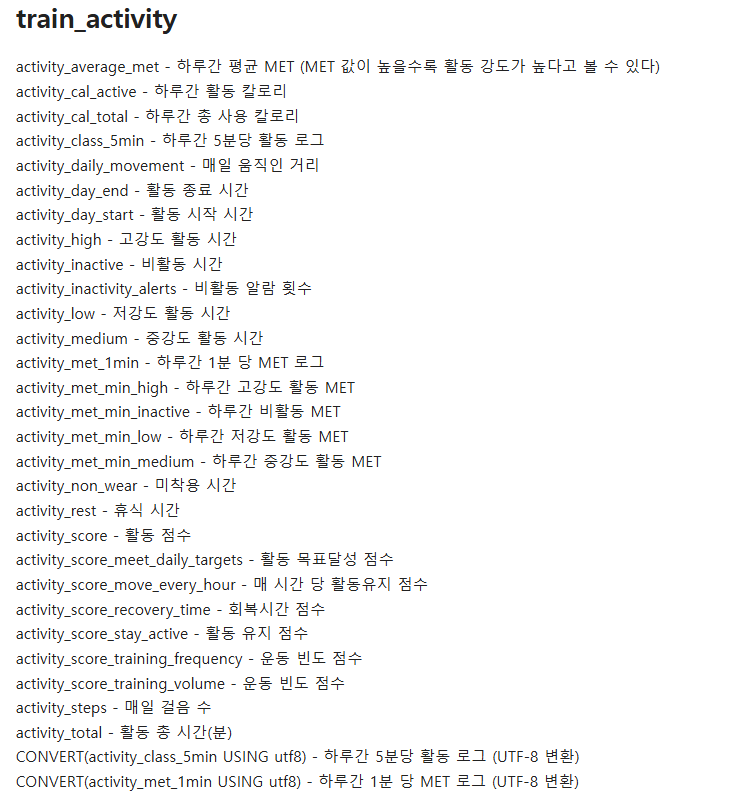 train_activity
activity_average_met - 하루간 평균 MET (MET 값이 높을수록 활동 강도가 높다고 볼 수 있다)
activity_cal_active - 하루간 활동 칼로리
activity_cal_total - 하루간 총 사용 칼로리
activity_class_5min - 하루간 5분당 활동 로그
activity_daily_movement - 매일 움직인 거리
activity_day_end - 활동 종료 시간
activity_day_start - 활동 시작 시간
activity_high - 고강도 활동 시간
activity_inactive - 비활동 시간
activity_inactivity_alerts - 비활동 알람 횟수
activity_low - 저강도 활동 시간
activity_medium - 중강도 활동 시간
activity_met_1min - 하루간 1분 당 MET 로그
activity_met_min_high - 하루간 고강도 활동 MET
activity_met_min_inactive - 하루간 비활동 MET
activity_met_min_low - 하루간 저강도 활동 MET
activity_met_min_medium - 하루간 중강도 활동 MET
activity_non_wear - 미착용 시간
activity_rest - 휴식 시간
activity_score - 활동 점수
activity_score_meet_daily_targets - 활동 목표달성 점수
activity_score_move_every_hour - 매 시간 당 활동유지 점수
activity_score_recovery_time - 회복시간 점수
activity_score_stay_active - 활동 유지 점수
activity_score_training_frequency - 운동 빈도 점수
activity_score_training_volume - 운동 빈도 점수
activity_steps - 매일 걸음 수
activity_total - 활동 총 시간(분)
CONVERT(activity_class_5min USING utf8) - 하루간 5분당 활동 로그 (UTF-8 변환)
CONVERT(activity_met_1min USING utf8) - 하루간 1분 당 MET 로그 (UTF-8 변환)